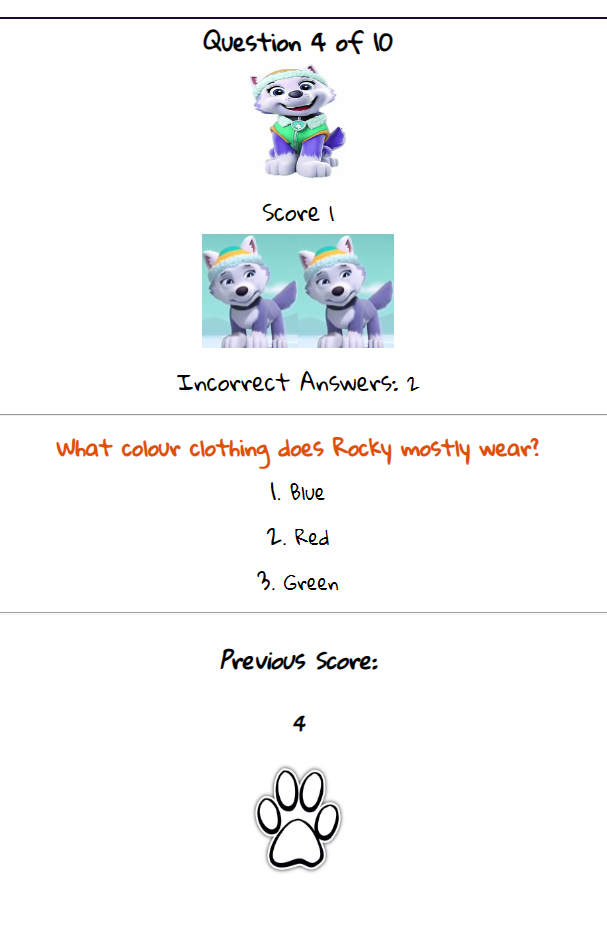 Question 4 of 10
Score 1
Incorrect Answers: 2
What colour clothing does Rocky mostly wear?
1. Blue
2. Red
3. Green
Previous Score:
4